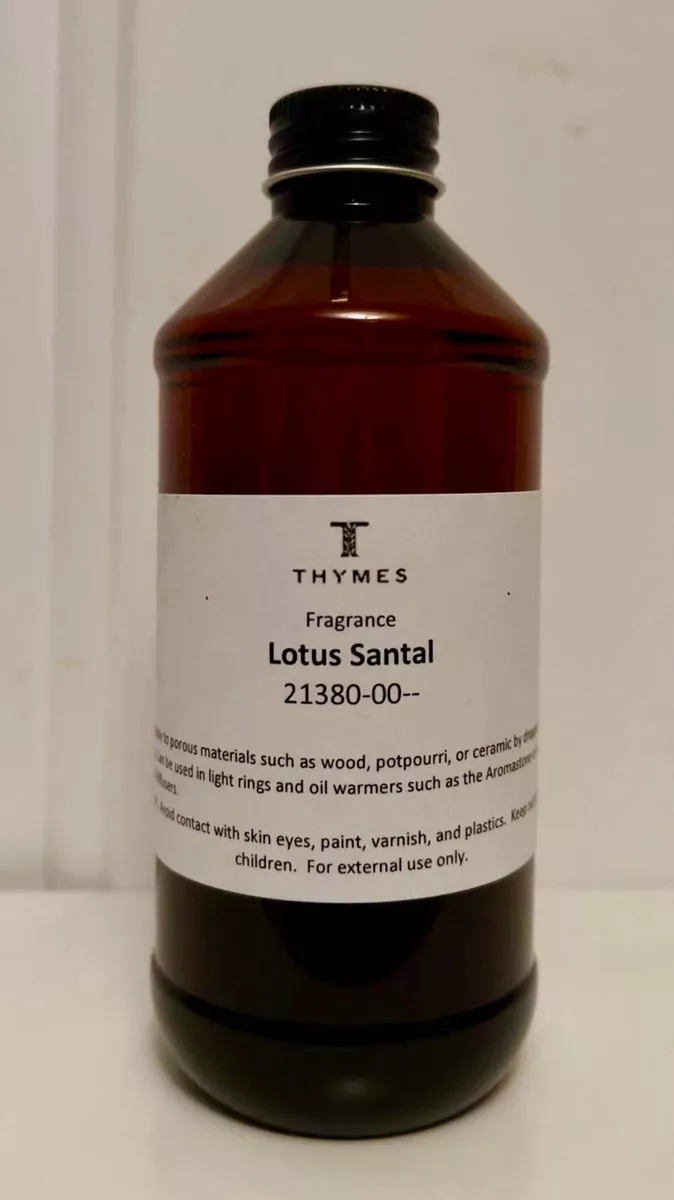 T
THYMES
Fragrance
Lotus Santal
21380-00--
to porous materials such as wood, potpourri, or ceramic by
Can be used in light rings and oil warmers such as the Aromastone
Avoid contact with skin eyes, paint, varnish, and plastics. Keep
children. For external use only.